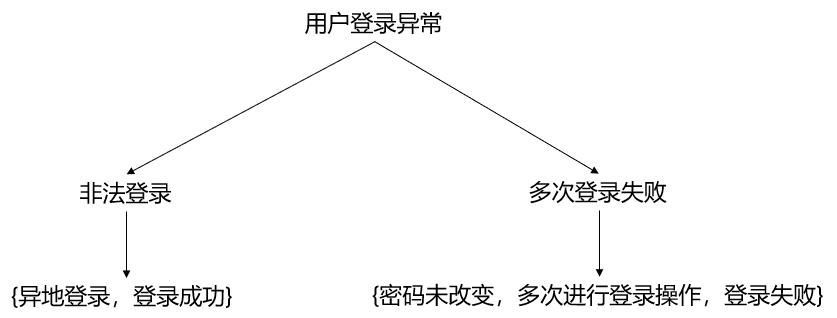 用户登录异常
非法登录
多次登录失败
{异地登录，登录成功}
{密码未改变，多次进行登录操作，登录失败}